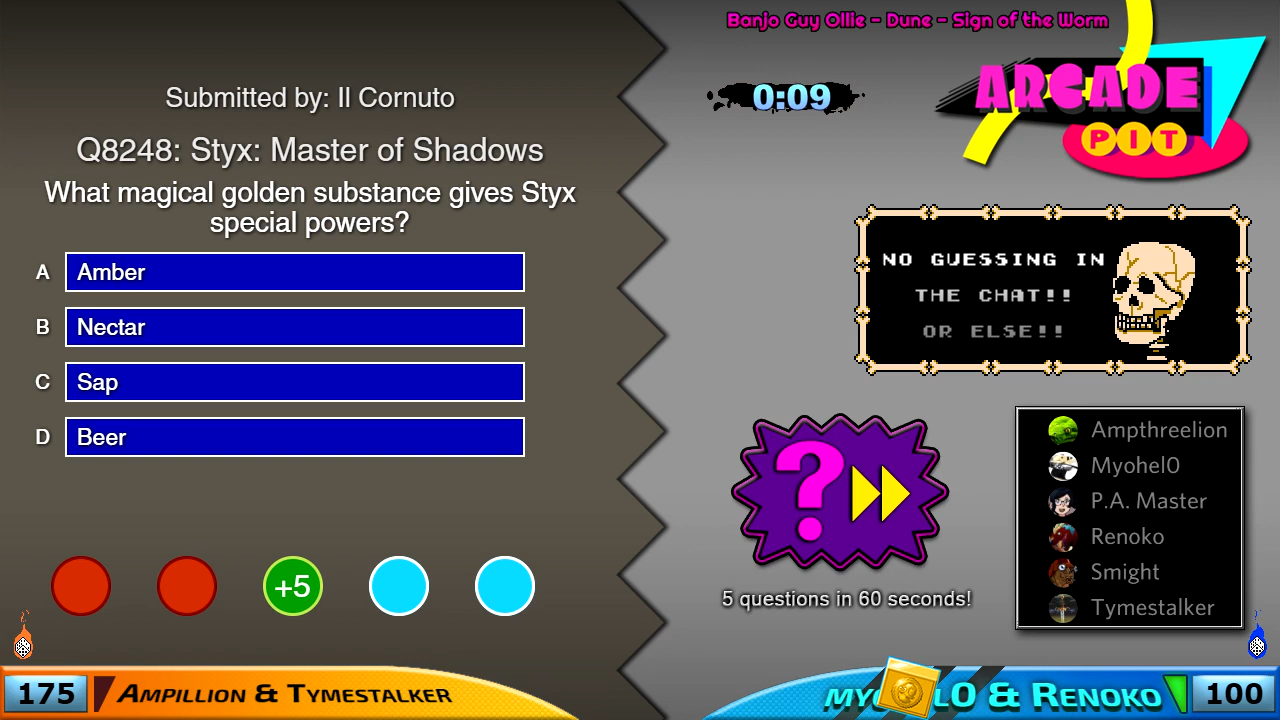 Banjo Guy Ollie - Dune - Sign of the Worm
ARCADE
PIT
0:09
Submitted by: Il Cornuto
Q8248: Styx: Master of Shadows
What magical golden substance gives Styx
special powers?
A Amber
B Nectar
C Sap
D Beer
+5
NO GUESSING IN
THE CHAT!!
OR ELSE!!
5 questions in 60 seconds!
Ampthreelion
Myohel0
P.A. Master
Renoko
Smight
Tymestalker
175 Ampillion & Tymestalker
L0 & Renoko 100